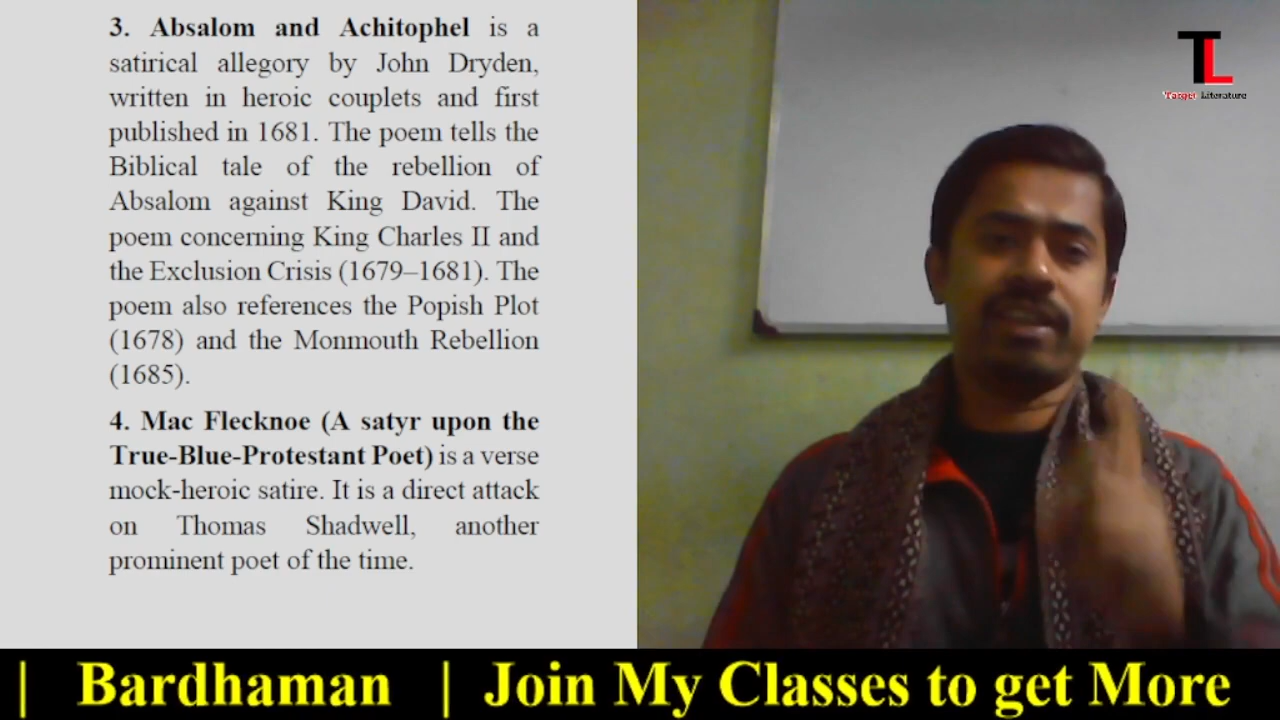 3. Absalom and Achitophel is a
satirical allegory by John Dryden,
written in heroic couplets and first
published in 1681. The poem tells the
Biblical tale of the rebellion of
Absalom against King David. The
poem concerning King Charles II and
the Exclusion Crisis (1679–1681). The
poem also references the Popish Plot
(1678) and the Monmouth Rebellion
(1685).
4. Mac Flecknoe (A satyr upon the
True-Blue-Protestant Poet) is a verse
mock-heroic satire. It is a direct attack
on Thomas Shadwell, another
prominent poet of the time.
TL
Target Literature
| Bardhaman | Join My Classes to get More